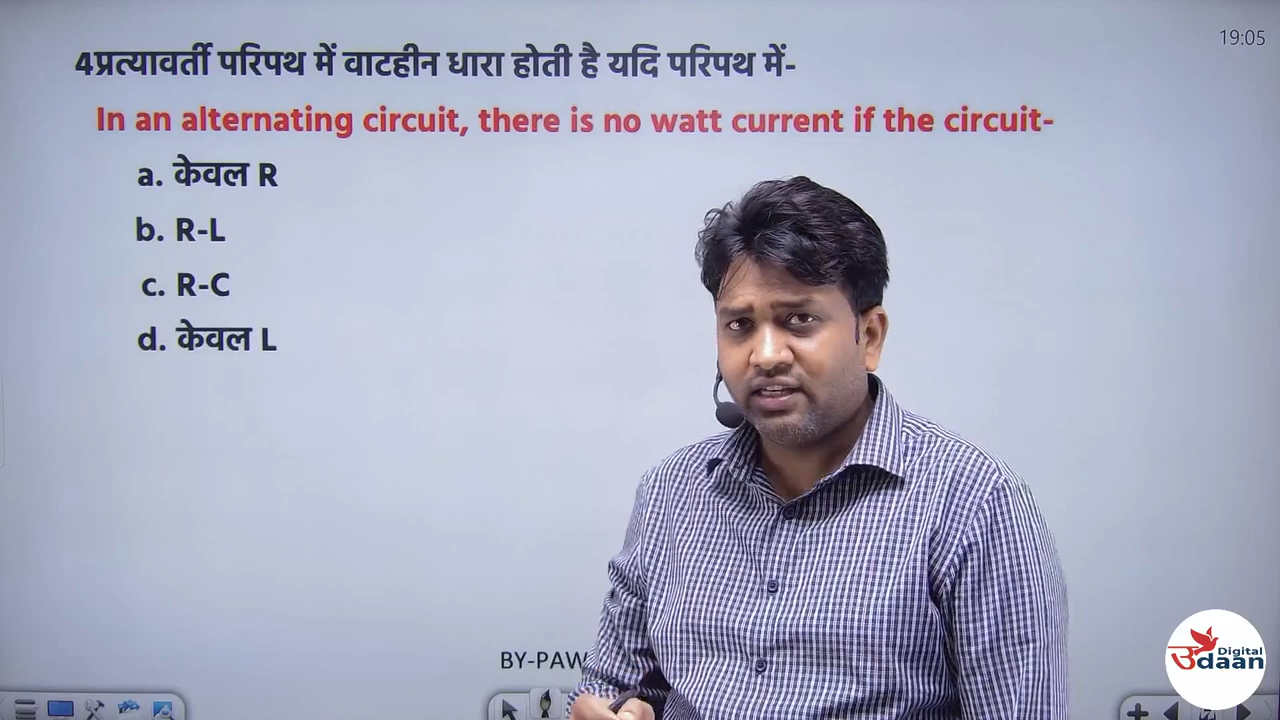 19:05
4प्रत्यावर्ती परिपथ में वाटहीन धारा होती है यदि परिपथ में-
In an alternating circuit, there is no watt current if the circuit-
a. केवल R
b. R-L
c. R-C
d. केवल L
BY-PAW
Digital
उdaan